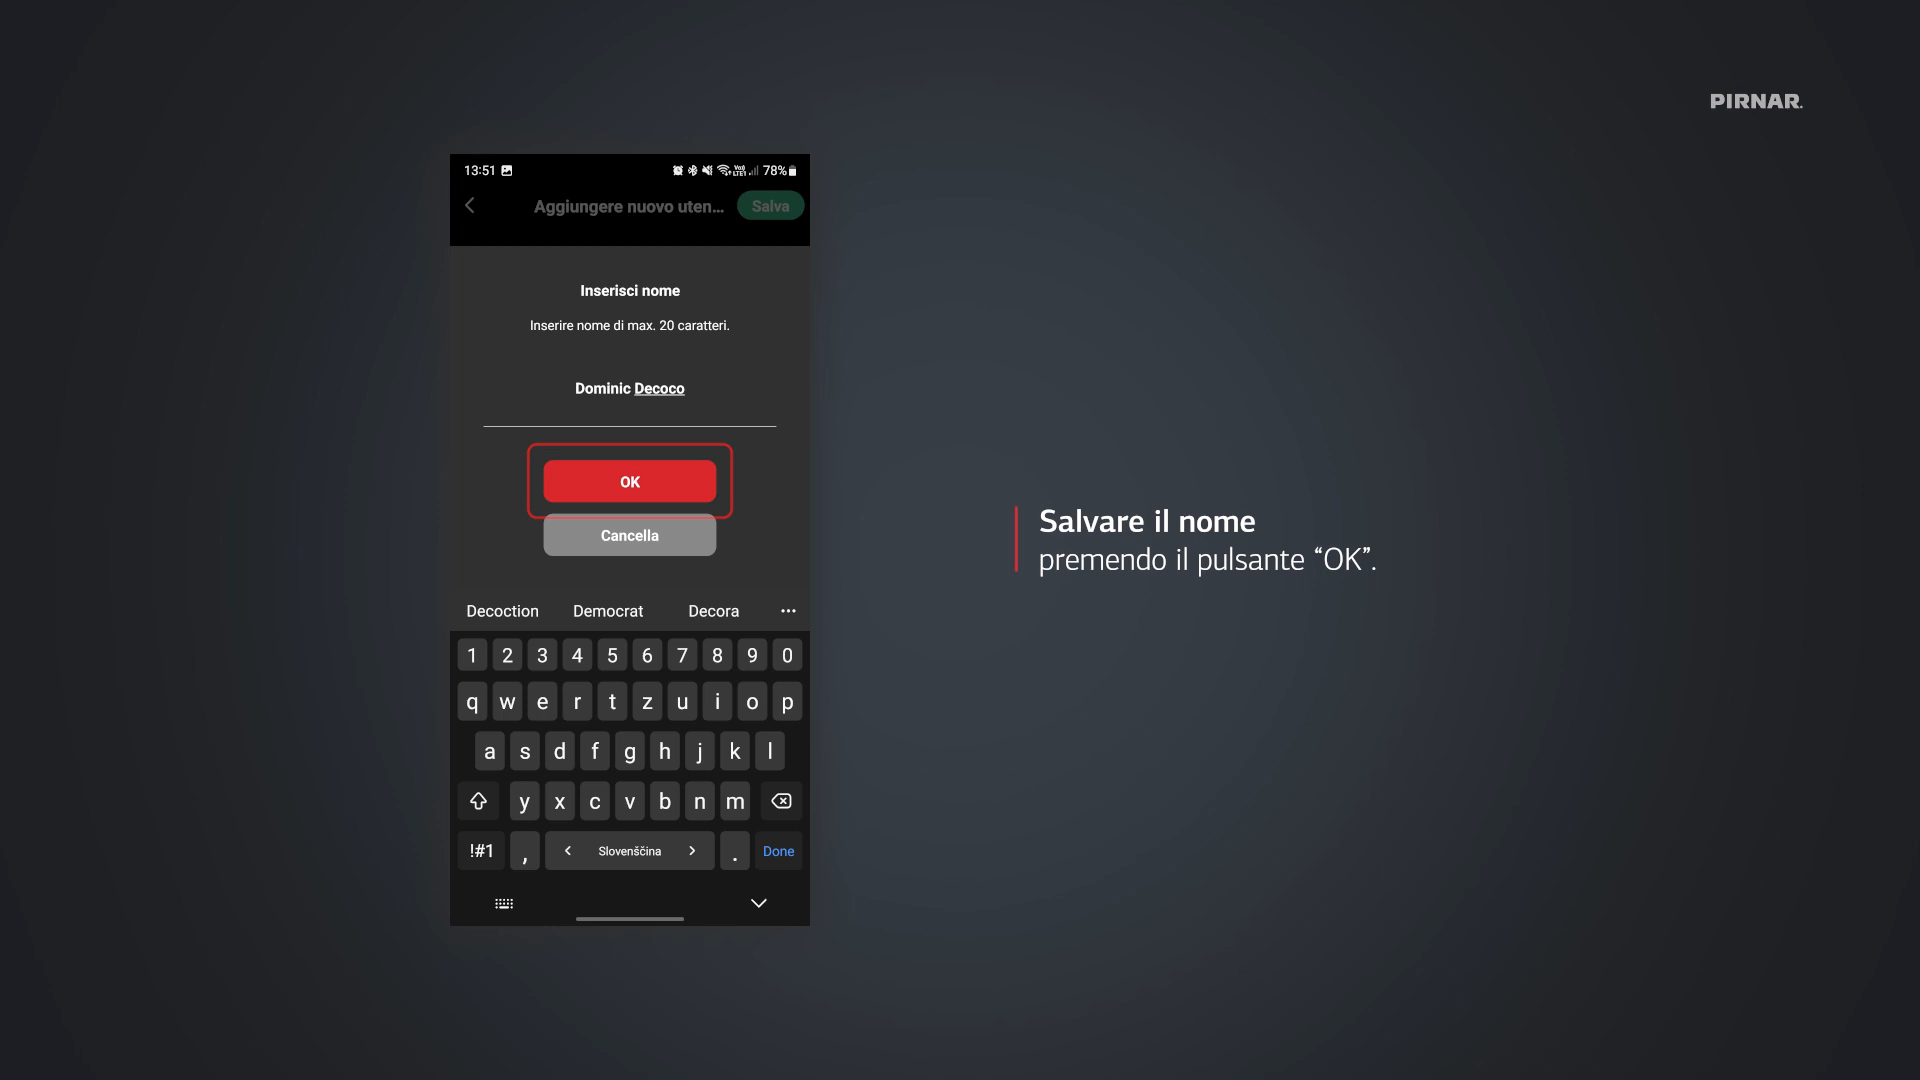 PIRNAR.
13:51
78%
Aggiungere nuovo uten...
Salva
Inserisci nome
Inserire nome di max. 20 caratteri.
Dominic Decoco
OK
Cancella
Salvare il nome
premendo il pulsante “OK”.
Decoction Democrat Decora ...
1 2 3 4 5 6 7 8 9 0
q w e r t z u i o p
a s d f g h j k l
y x c v b n m
!#1 , < Slovenščina > . Done